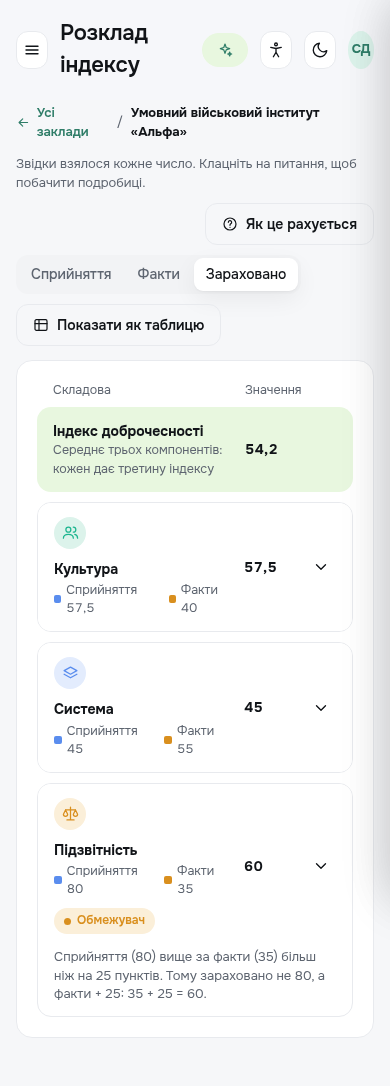 Розклад
індексу
СД
← Усі
заклади
/
Умовний військовий інститут
«Альфа»
Звідки взялося кожне число. Клацніть на питання, щоб
побачити подробиці.
Як це рахується
Сприйняття Факти Зараховано
Показати як таблицю
Складова Значення
Індекс доброчесності
Середнє трьох компонентів:
кожен дає третину індексу
54,2
Культура
Сприйняття
57,5
Факти
40
57,5
Система
Сприйняття
45
Факти
55
45
Підзвітність
Сприйняття
80
Факти
35
60
Обмежувач
Сприйняття (80) вище за факти (35) більш
ніж на 25 пунктів. Тому зараховано не 80, а
факти + 25: 35 + 25 = 60.